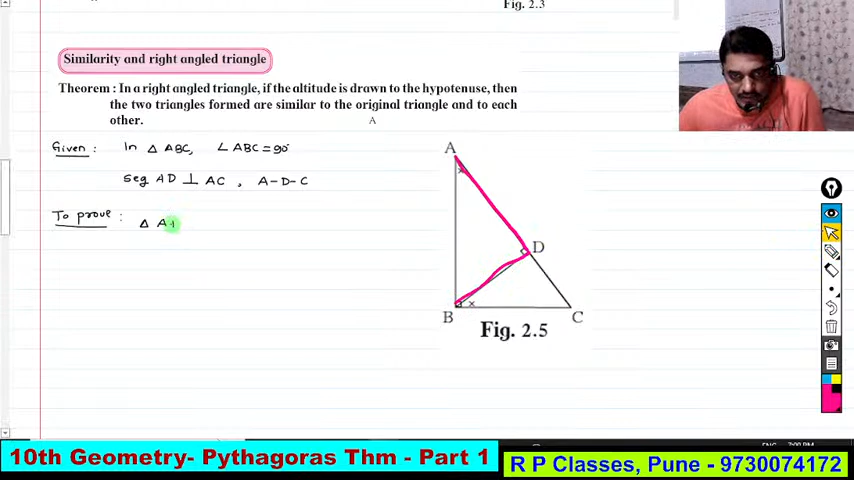 Fig. 2.3
Similarity and right angled triangle
Theorem : In a right angled triangle, if the altitude is drawn to the hypotenuse, then
the two triangles formed are similar to the original triangle and to each
other.
A
Given : In △ ABC, ∠ ABC = 90°
seg AD ⊥ AC , A-D-C
To prove : △ A
A
×
D
B
×
C
Fig. 2.5
10th Geometry- Pythagoras Thm - Part 1
R P Classes, Pune - 9730074172